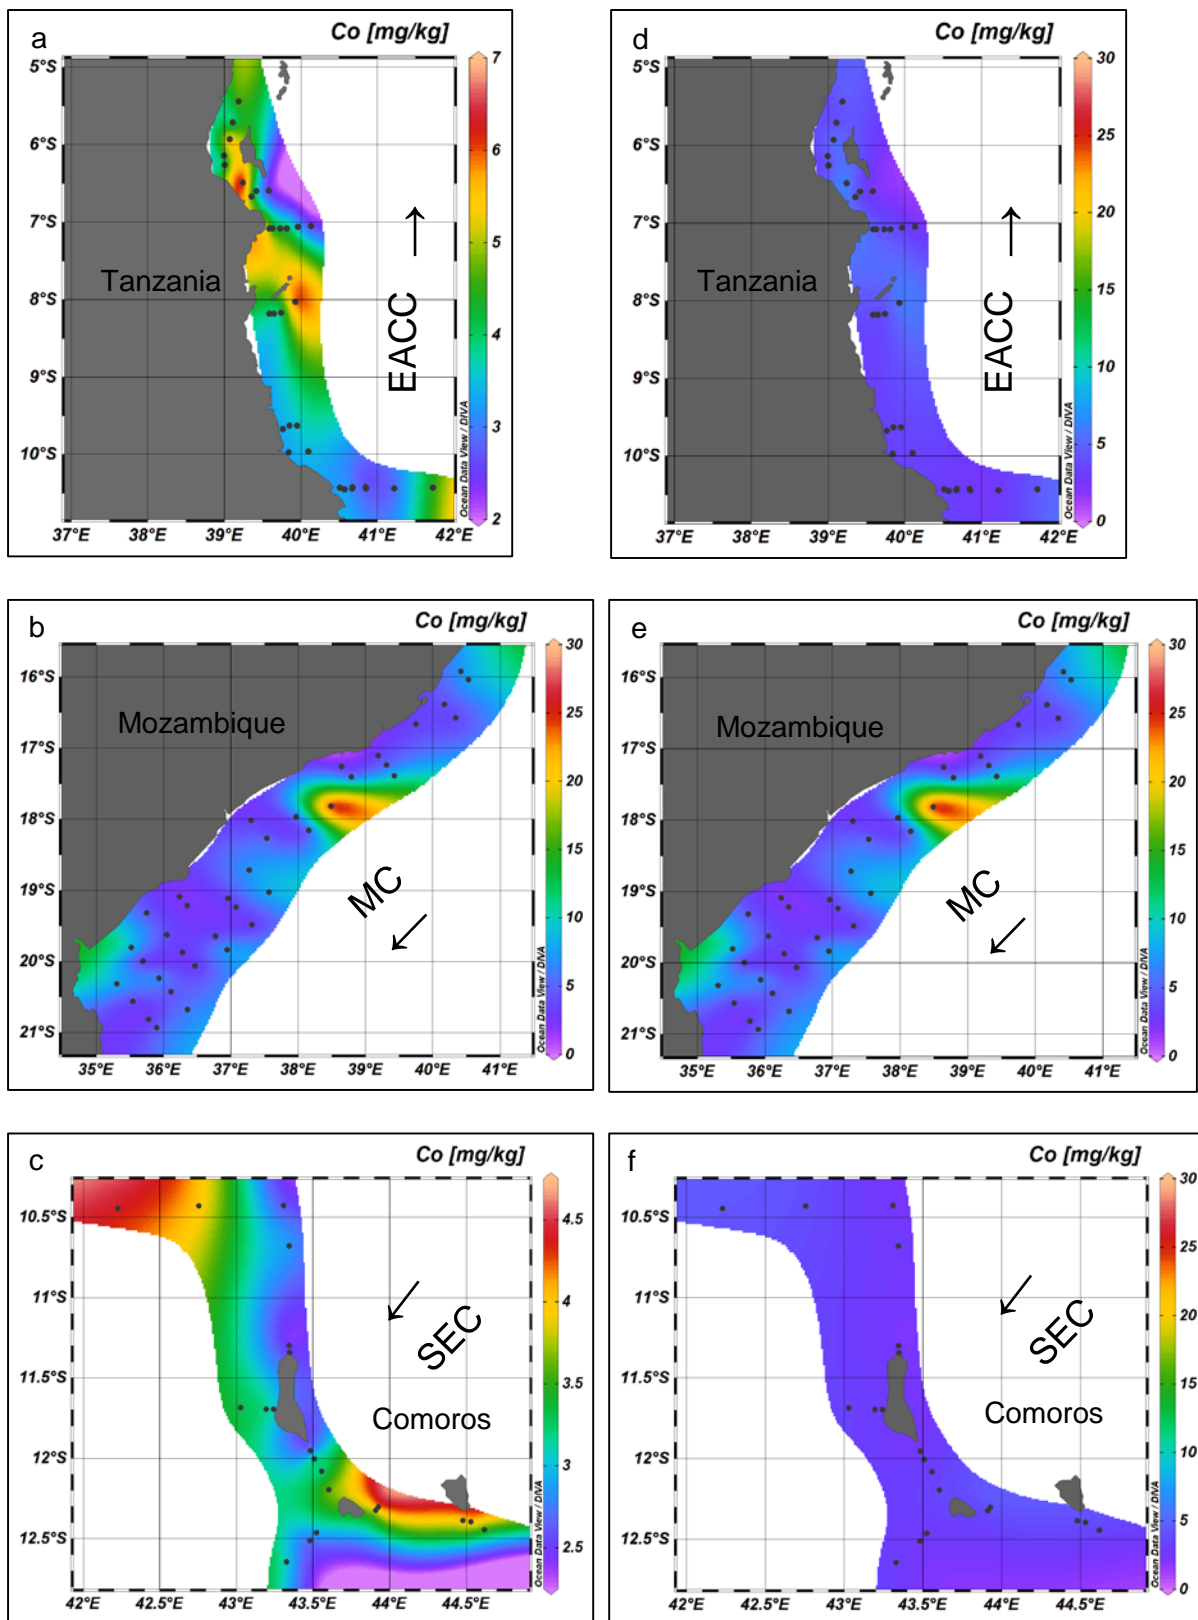 a
Co [mg/kg]
5°S
6°S
7°S
8°S
9°S
10°S
Tanzania
EACC
→
7
6
5
4
3
2
Ocean Data View / DIVA
37°E 38°E 39°E 40°E 41°E 42°E
d
Co [mg/kg]
5°S
6°S
7°S
8°S
9°S
10°S
Tanzania
EACC
→
30
25
20
15
10
5
0
Ocean Data View / DIVA
37°E 38°E 39°E 40°E 41°E 42°E
b
Co [mg/kg]
16°S
17°S
18°S
19°S
20°S
21°S
Mozambique
MC
30
25
20
15
10
5
0
Ocean Data View / DIVA
35°E 36°E 37°E 38°E 39°E 40°E 41°E
e
Co [mg/kg]
16°S
17°S
18°S
19°S
20°S
21°S
Mozambique
MC
30
25
20
15
10
5
0
Ocean Data View / DIVA
35°E 36°E 37°E 38°E 39°E 40°E 41°E
c
Co [mg/kg]
10.5°S
11°S
11.5°S
12°S
12.5°S
SEC
Comoros
4.5
4
3.5
3
2.5
Ocean Data View / DIVA
42°E 42.5°E 43°E 43.5°E 44°E 44.5°E
f
Co [mg/kg]
10.5°S
11°S
11.5°S
12°S
12.5°S
SEC
Comoros
30
25
20
15
10
5
0
Ocean Data View / DIVA
42°E 42.5°E 43°E 43.5°E 44°E 44.5°E